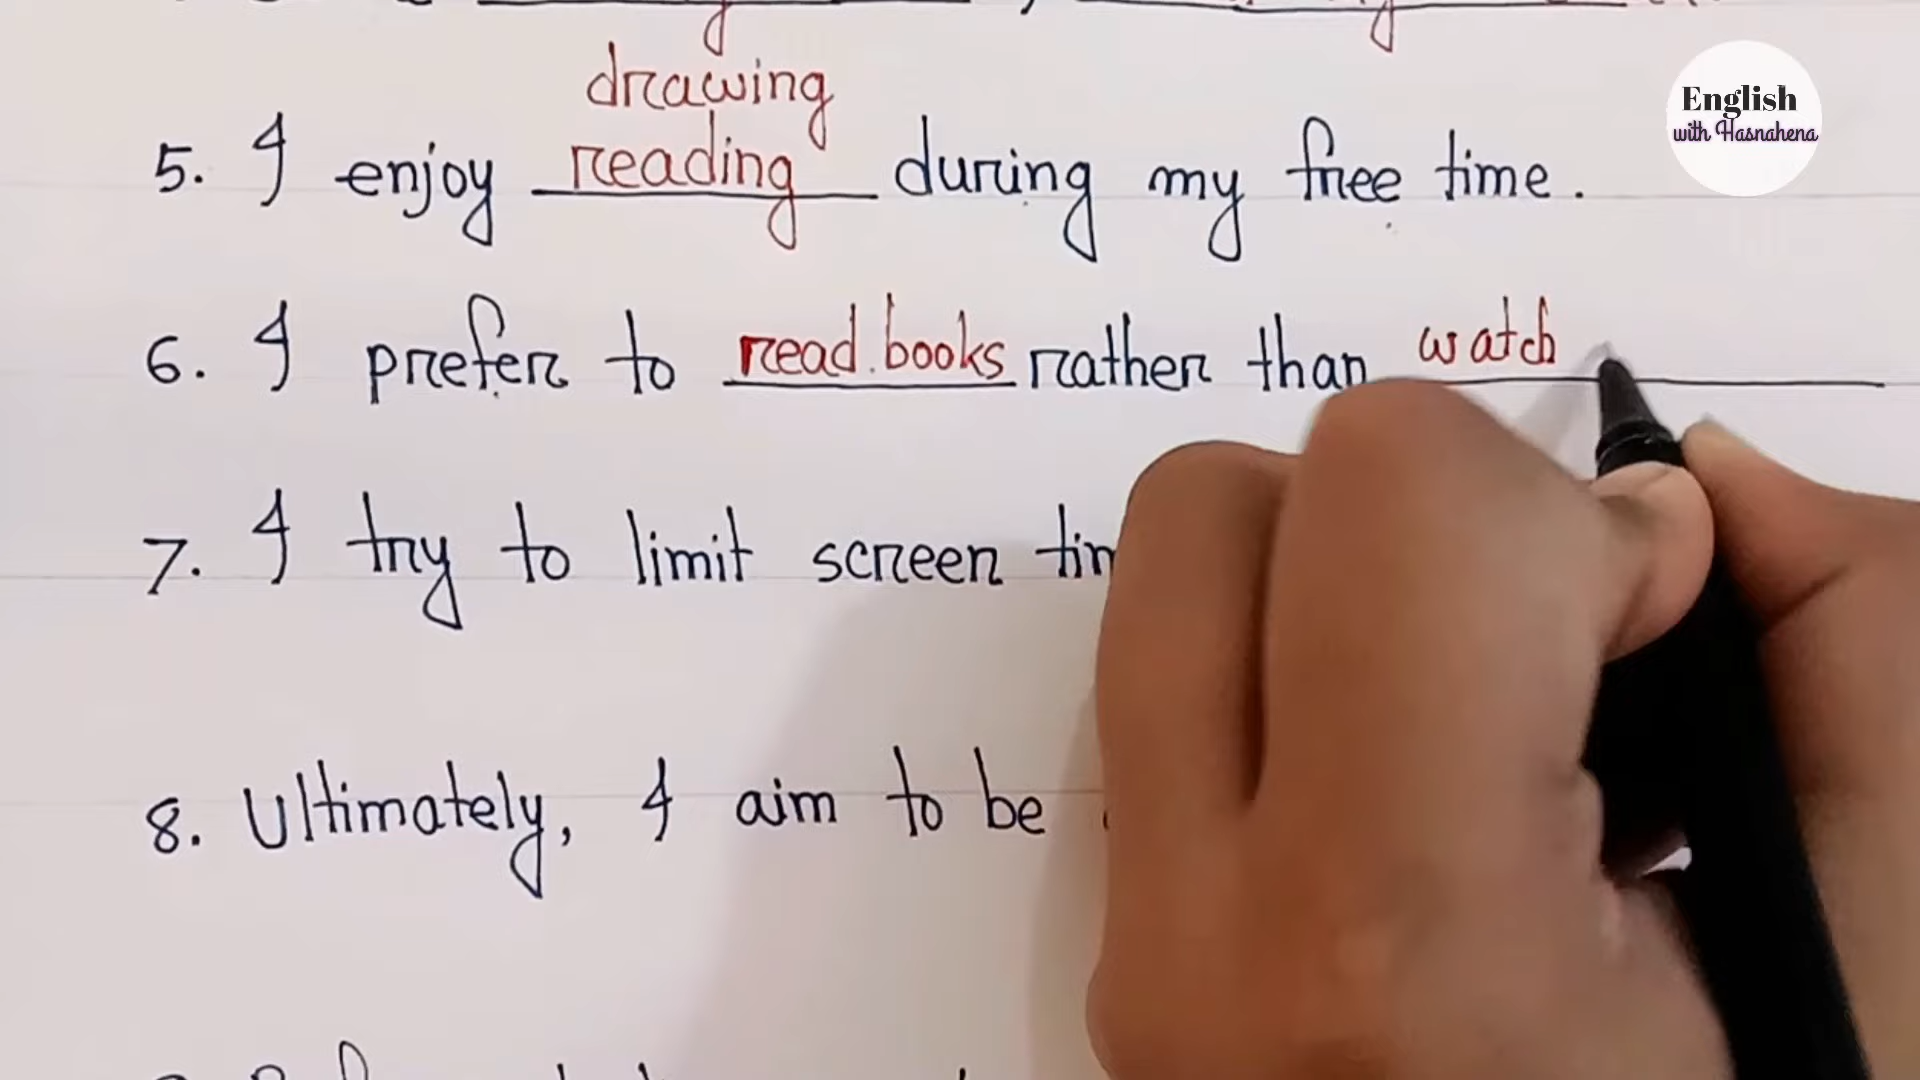 English
with Hasnahena
drawing
5. I enjoy reading during my free time.
6. I prefer to read books rather than watch
7. I try to limit screen
8. Ultimately, I aim to be